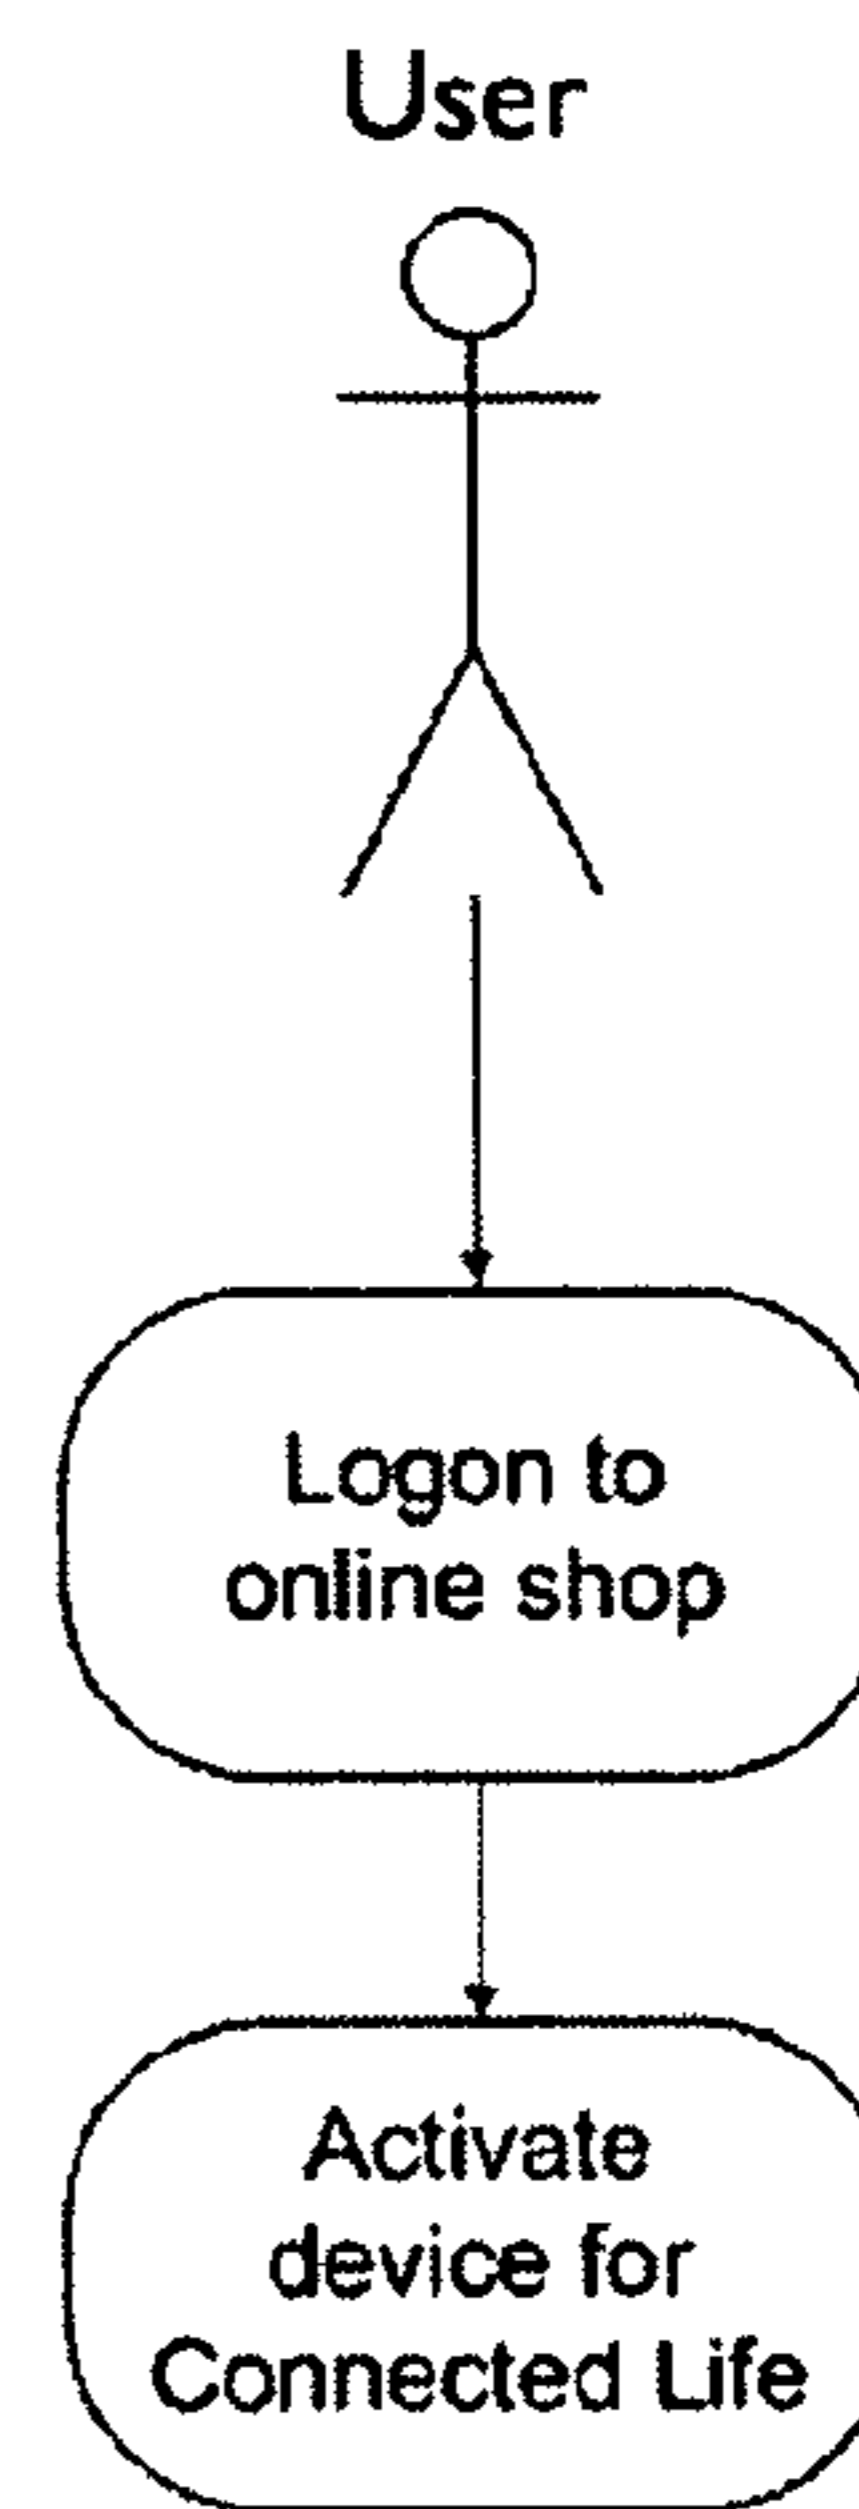 User
Logon to
online shop
Activate
device for
Connected Life